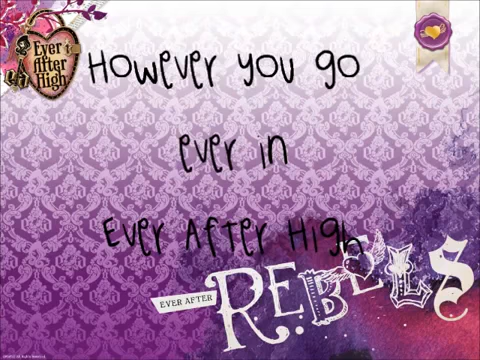 Ever
After
High
However you go
ever in
Ever After High
EVER AFTER
REBELS